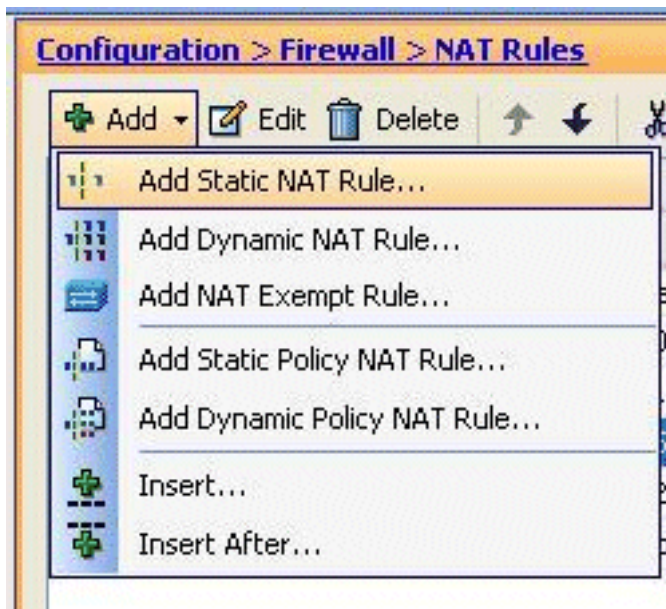 Configuration > Firewall > NAT Rules
Add Edit Delete
Add Static NAT Rule...
Add Dynamic NAT Rule...
Add NAT Exempt Rule...
Add Static Policy NAT Rule...
Add Dynamic Policy NAT Rule...
Insert...
Insert After...